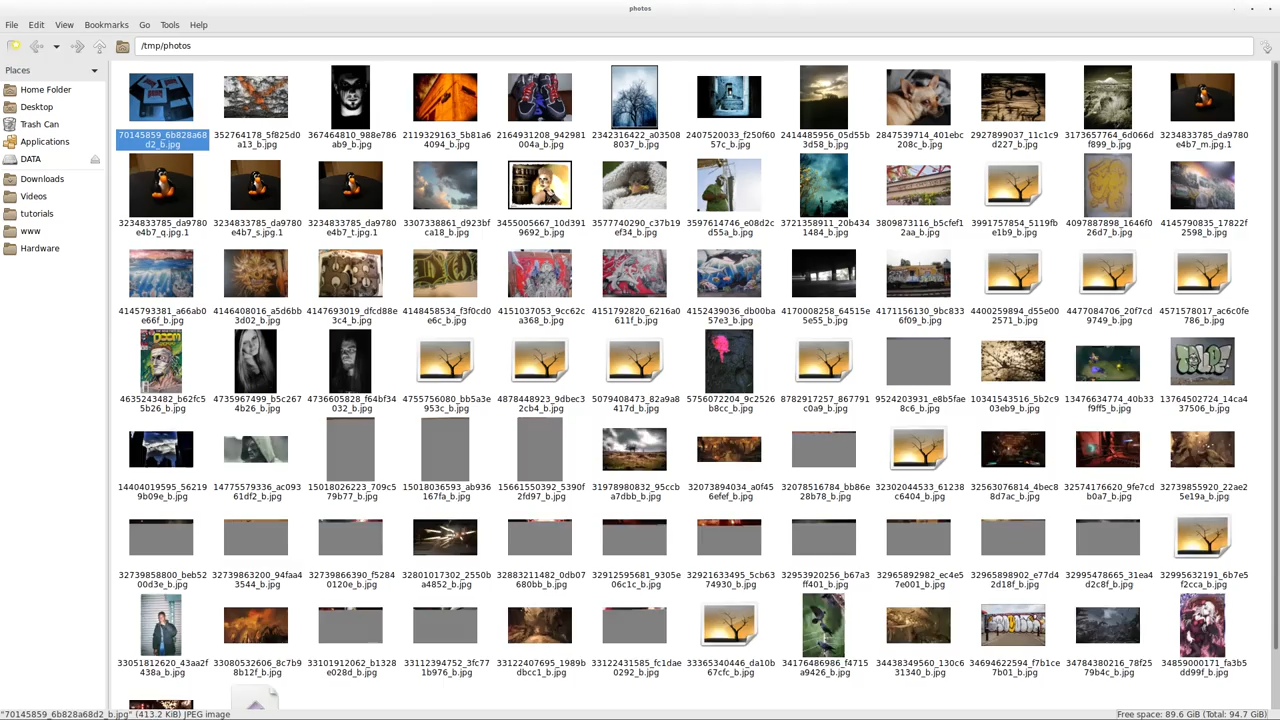 photos
File Edit View Bookmarks Go Tools Help
/tmp/photos
Places
Home Folder
Desktop
Trash Can
Applications
DATA
Downloads
Videos
tutorials
www
Hardware
70145859_6b828a68 352764178_5f825d0 367464810_988e786 2119329163_5b81a6 2164931208_942981 2342316422_a03508 2407520033_f250f60 2414485956_05d55b 2831709714_401ebc 2927899037_11c1c9 3173657764_6d066d 3234833785_da9780
d2_b.jpg a13_b.jpg ab9_b.jpg 4094_b.jpg 004a_b.jpg 8037_b.jpg 57c_b.jpg 3d58_b.jpg 208c_b.jpg d227_b.jpg f899_b.jpg e4b7_m.jpg.1
3234833785_da9780 3234833785_da9780 3234833785_da9780 3307338861_d923bf 3455005667_10d391 3577740290_c37b19 3597614746_e08d2c 3721358911_20b434 3809873116_b5cfef1 3991757854_5119fb 4097887898_1646f0 4145790835_17822f
e4b7_q.jpg.1 e4b7_s.jpg.1 e4b7_t.jpg.1 ca18_b.jpg 9692_b.jpg ef34_b.jpg d55a_b.jpg 1484_b.jpg 2aa_b.jpg e1b9_b.jpg 26d7_b.jpg 2598_b.jpg
4145793381_a66ab0 4146408016_a5d6bb 4147693019_dfcd88e 4148458534_f3f0cd0 4151037053_9cc62c 4151792820_6216a0 4152439036_db00ba 4170008258_64515e 4171156130_9bc833 4400259894_d55e00 4477084706_20f7cd 4571578017_ac6c0fe
e66f_b.jpg 3d02_b.jpg 3c4_b.jpg e6c_b.jpg a368_b.jpg 611f_b.jpg 57e3_b.jpg 5e55_b.jpg 6f09_b.jpg 2571_b.jpg 9749_b.jpg 786_b.jpg
4635243482_b62fc5 4735967499_b5c267 4736605828_f64bf34 4755756080_bb5a3e 4878448923_9dbec3 5079408473_82a9a8 5756072204_9c2526 8782917257_867791 9524203931_e8b5fae 10341543516_5b2c9 13476634774_40b33 13764502724_14ca4
5b26_b.jpg 4b26_b.jpg 032_b.jpg 953c_b.jpg 2cb4_b.jpg 417d_b.jpg b8cc_b.jpg c0a9_b.jpg 8c6_b.jpg 03eb9_b.jpg f9ff5_b.jpg 37506_b.jpg
14404019595_56219 14775579336_ac093 15018026223_709c5 15018036593_ab936 15661550392_5390f 31978980832_95ccb 32073894034_a0f45 32078516784_bb86e 32302044533_61238 32563076814_4bec8 32574176620_9fe7cd 32739855920_22ae2
9b09e_b.jpg 61df2_b.jpg 79b77_b.jpg 167fa_b.jpg 2fd97_b.jpg a7dbb_b.jpg 6efef_b.jpg 28b78_b.jpg c6404_b.jpg 8d7ac_b.jpg b0a7_b.jpg 5e19a_b.jpg
32739858800_beb52 32739863200_94faa4 32739866390_f5284 32801017302_2550b 32883211482_0db07 32912595681_9305e 32921633495_5cb63 32953920256_b67a3 32965892982_ec4e5 32965898902_e77d4 32995478665_31ea4 32995632191_6b7e5
00d3e_b.jpg 3544_b.jpg 0120e_b.jpg a4852_b.jpg 680bb_b.jpg 06c1c_b.jpg 74930_b.jpg ff401_b.jpg 7e001_b.jpg 2d18f_b.jpg d2c8f_b.jpg f2cca_b.jpg
33051812620_43aa2f 33080532606_8c7b9 33101912062_b1328 33112394752_3fc77 33122407695_1989b 33122431585_fc1dae 33365340446_da10b 34176486986_f4715 34438349560_130c6 34694622594_f7b1ce 34784380216_78f25 34859000171_fa3b5
438a_b.jpg 8b12f_b.jpg e028d_b.jpg 1b976_b.jpg dbcc1_b.jpg 0292_b.jpg 67cfc_b.jpg a9426_b.jpg 31340_b.jpg 7b01_b.jpg 79b4c_b.jpg dd99f_b.jpg
"70145859_6b828a68d2_b.jpg" (413.2 KiB) JPEG image Free space: 89.6 GiB (Total: 94.7 GiB)